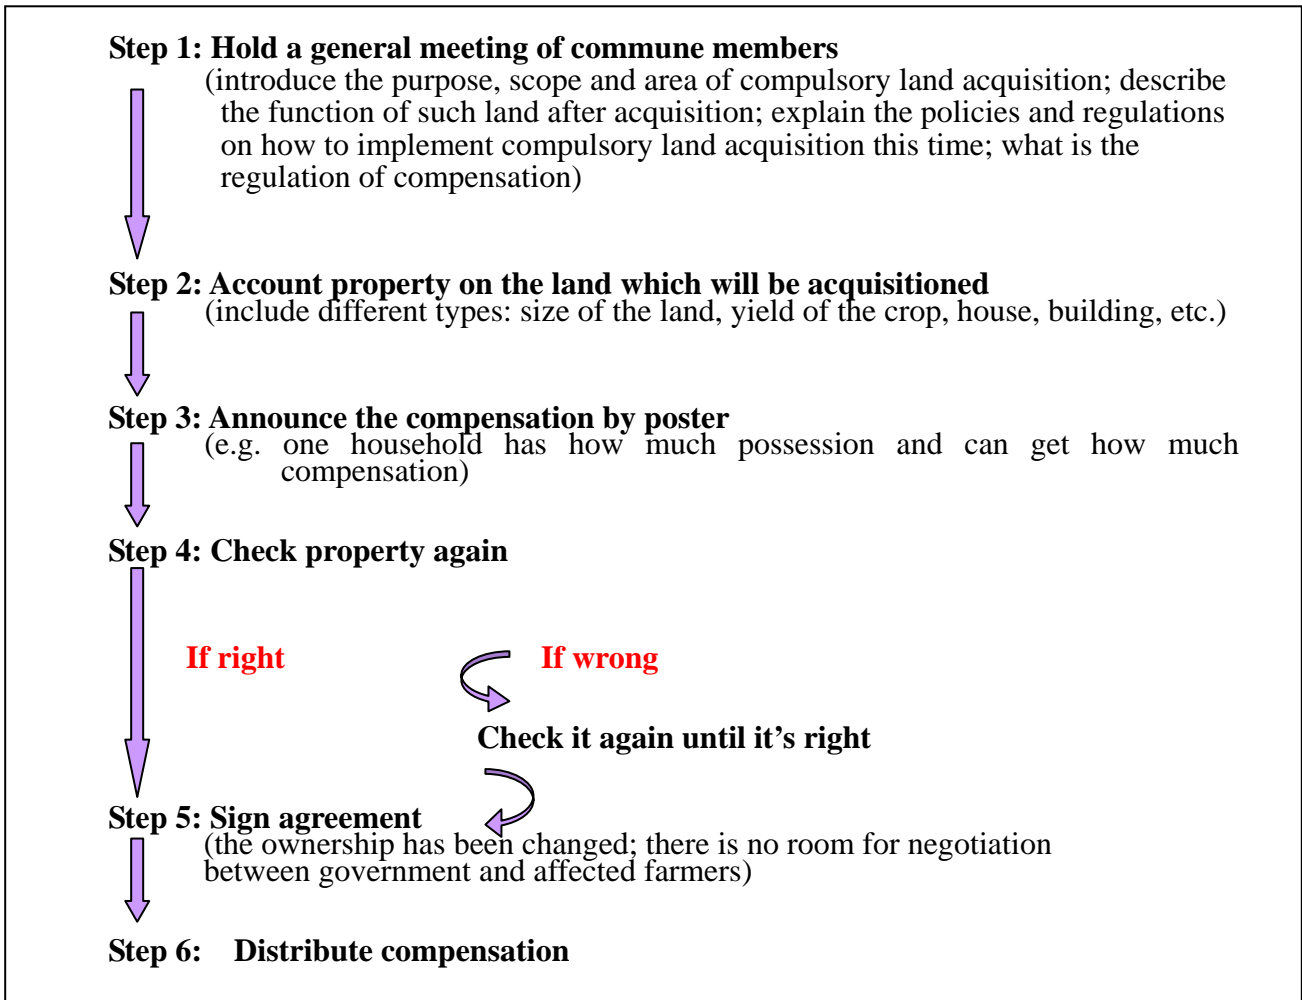 Step 1: Hold a general meeting of commune members
(introduce the purpose, scope and area of compulsory land acquisition; describe
the function of such land after acquisition; explain the policies and regulations
on how to implement compulsory land acquisition this time; what is the
regulation of compensation)
Step 2: Account property on the land which will be acquisitioned
(include different types: size of the land, yield of the crop, house, building, etc.)
Step 3: Announce the compensation by poster
(e.g. one household has how much possession and can get how much
compensation)
Step 4: Check property again
If right If wrong
Check it again until it’s right
Step 5: Sign agreement
(the ownership has been changed; there is no room for negotiation
between government and affected farmers)
Step 6: Distribute compensation